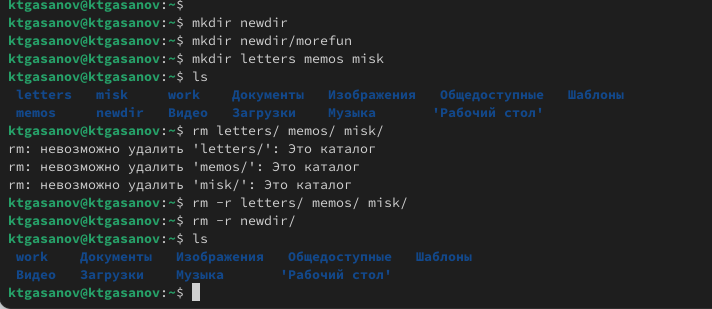 ktgasanov@ktgasanov:~$
ktgasanov@ktgasanov:~$ mkdir newdir
ktgasanov@ktgasanov:~$ mkdir newdir/morefun
ktgasanov@ktgasanov:~$ mkdir letters memos misk
ktgasanov@ktgasanov:~$ ls
letters misk work Документы Изображения Общедоступные Шаблоны
memos newdir Видео Загрузки Музыка 'Рабочий стол'
ktgasanov@ktgasanov:~$ rm letters/ memos/ misk/
rm: невозможно удалить 'letters/': Это каталог
rm: невозможно удалить 'memos/': Это каталог
rm: невозможно удалить 'misk/': Это каталог
ktgasanov@ktgasanov:~$ rm -r letters/ memos/ misk/
ktgasanov@ktgasanov:~$ rm -r newdir/
ktgasanov@ktgasanov:~$ ls
work Документы Изображения Общедоступные Шаблоны
Видео Загрузки Музыка 'Рабочий стол'
ktgasanov@ktgasanov:~$